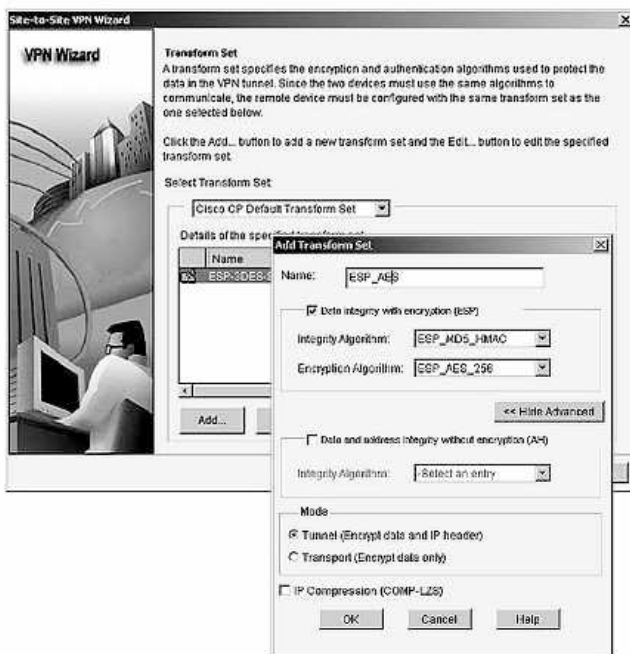 Site-to-Site VPN Wizard
VPN Wizard
Transform Set
A transform set specifies the encryption and authentication algorithms used to protect the
data in the VPN tunnel. Since the two devices must use the same algorithms to
communicate, the remote device must be configured with the same transform set as the
one selected below.
Click the Add... button to add a new transform set and the Edit... button to edit the specified
transform set.
Select Transform Set
Cisco CP Default Transform Set
Details of the specified transform set
Name
ESP-3DES-S
Add...
Add Transform Set
Name:
ESP_AES
Data integrity with encryption (ESP)
Integrity Algorithm:
ESP_MD5_HMAC
Encryption Algorithm:
ESP_AES_256
<< Hide Advanced
Data and address integrity without encryption (AH)
Integrity Algorithm:
-Select an entry
Mode
Tunnel (Encrypt data and IP header)
Transport (Encrypt data only)
IP Compression (COMP-LZS)
OK
Cancel
Help